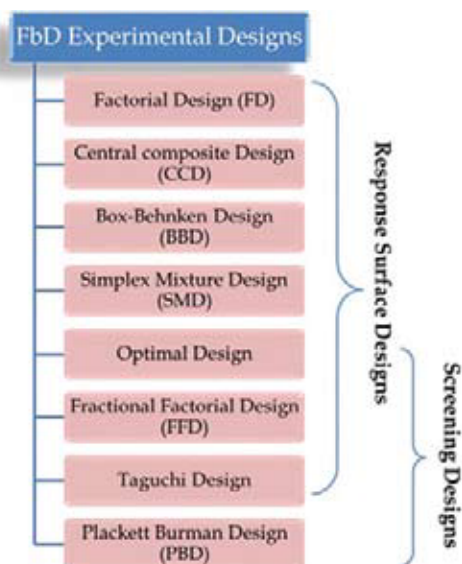 FbD Experimental Designs
Factorial Design (FD)
Central composite Design
(CCD)
Box-Behnken Design
(BBD)
Simplex Mixture Design
(SMD)
Optimal Design
Fractional Factorial Design
(FFD)
Taguchi Design
Plackett Burman Design
(PBD)
Response Surface Designs
Screening Designs